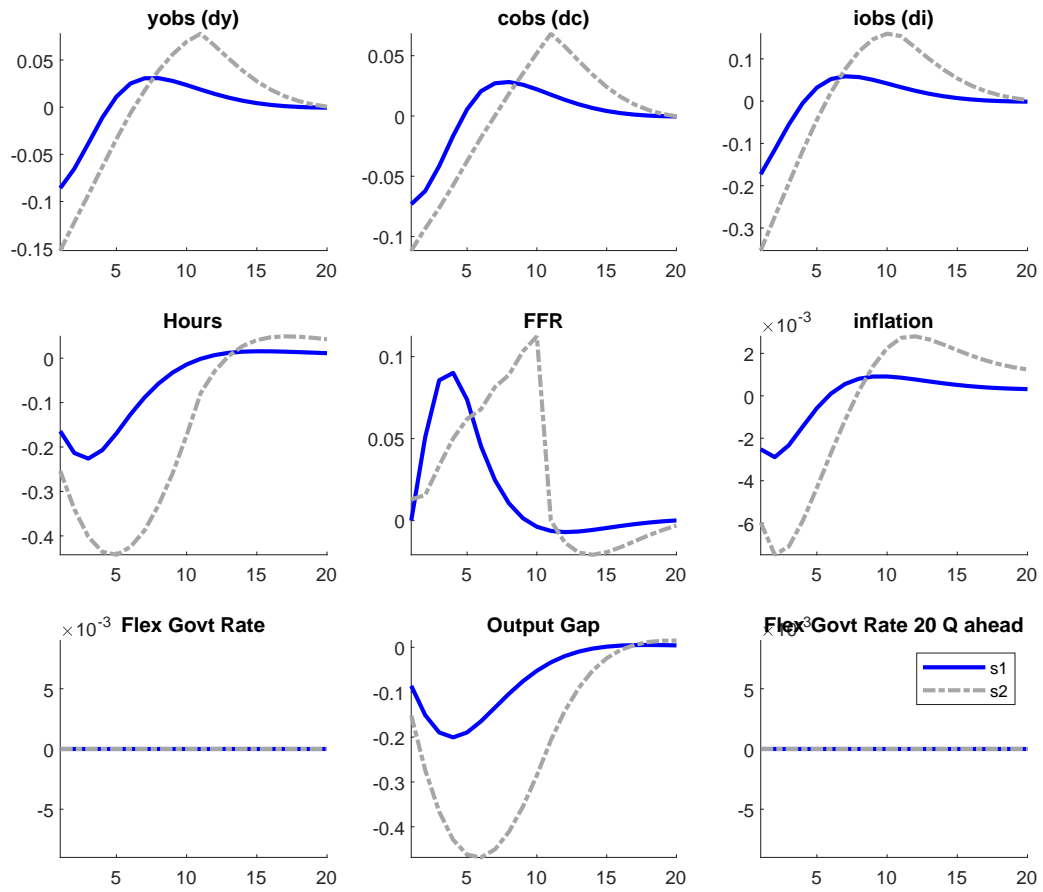 yobs (dy) cobs (dc) iobs (di)
0.05 0.05 0.1
0 0 0
-0.05 -0.05 -0.1
-0.1 -0.1 -0.2
-0.15 -0.3
5 10 15 20 5 10 15 20 5 10 15 20
Hours FFR inflation
×10⁻³
0 0.1 2
-0.1 0.05 0
-0.2 0 -2
-0.3 -4
-0.4 -6
5 10 15 20 5 10 15 20 5 10 15 20
Flex Govt Rate Output Gap Flex Govt Rate 20 Q ahead
×10⁻³ ×10⁻³
5 0 5
0 -0.1 0
-5 -0.2 -5
-0.3
-0.4
s1
s2
5 10 15 20 5 10 15 20 5 10 15 20